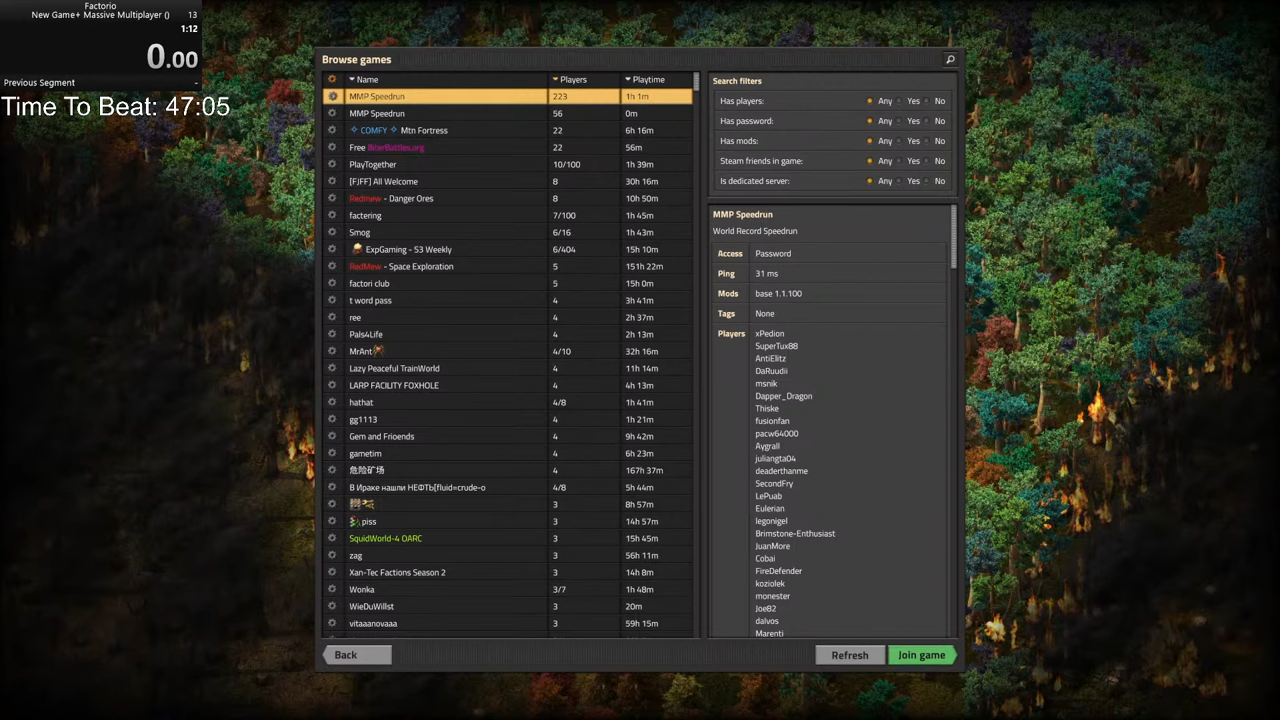 Factorio
New Game+ Massive Multiplayer () 13
1:12
0.00
Previous Segment -
Time To Beat: 47:05
Browse games
Name Players Playtime
MMP Speedrun 223 1h 1m
MMP Speedrun 56 0m
COMFY Mtn Fortress 22 6h 16m
Free BiterBattles.org 22 56m
PlayTogether 10/100 1h 39m
[FJFF] All Welcome 8 30h 16m
Redmew - Danger Ores 8 10h 50m
factering 7/100 1h 45m
Smog 6/16 1h 43m
ExpGaming - S3 Weekly 6/404 15h 10m
RedMew - Space Exploration 5 151h 22m
factori club 5 15h 0m
t word pass 4 3h 41m
ree 4 2h 37m
Pals4Life 4 2h 13m
MrAnt 4/10 32h 16m
Lazy Peaceful TrainWorld 4 11h 14m
LARP FACILITY FOXHOLE 4 4h 13m
hathat 4/8 1h 41m
gg1113 4 1h 21m
Gem and Frioends 4 9h 42m
gametim 4 6h 23m
危险矿场 4 167h 37m
В Ираке нашли НЕФТЬ[fluid=crude-o 4/8 5h 44m
3 8h 57m
piss 3 14h 57m
SquidWorld-4 OARC 3 15h 45m
zag 3 56h 11m
Xan-Tec Factions Season 2 3 14h 8m
Wonka 3/7 1h 48m
WieDuWillst 3 20m
vitaaanovaaa 3 59h 15m
Back
Search filters
Has players: Any Yes No
Has password: Any Yes No
Has mods: Any Yes No
Steam friends in game: Any Yes No
Is dedicated server: Any Yes No
MMP Speedrun
World Record Speedrun
Access Password
Ping 31 ms
Mods base 1.1.100
Tags None
Players xPedion
SuperTux88
AntiElitz
DaRuudii
msnik
Dapper_Dragon
Thiske
fusionfan
pacw64000
Aygrall
juliangta04
deaderthanme
SecondFry
LePuab
Eulerian
legonigel
Brimstone-Enthusiast
JuanMore
Cobai
FireDefender
koziolek
monester
Joe82
dalvos
Marenti
Refresh
Join game